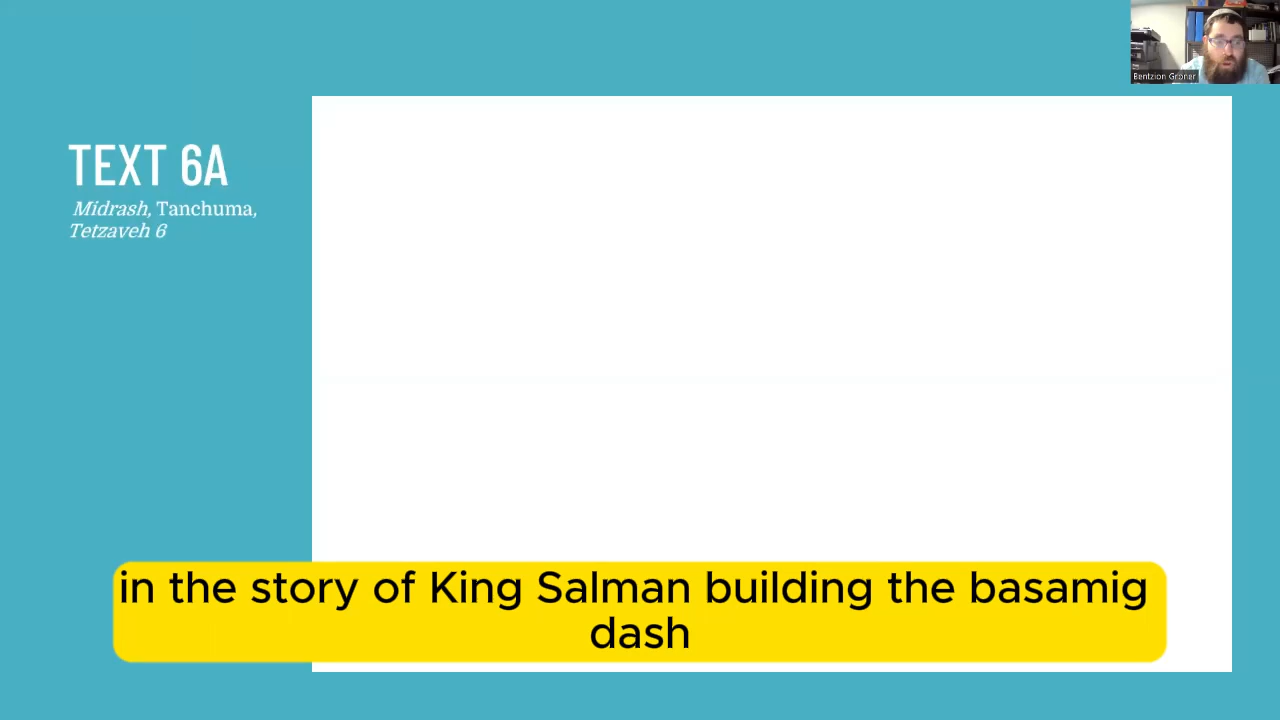 Bentzion Groner
TEXT 6A
Midrash, Tanchuma,
Tetzaveh 6
in the story of King Salman building the basamig
dash